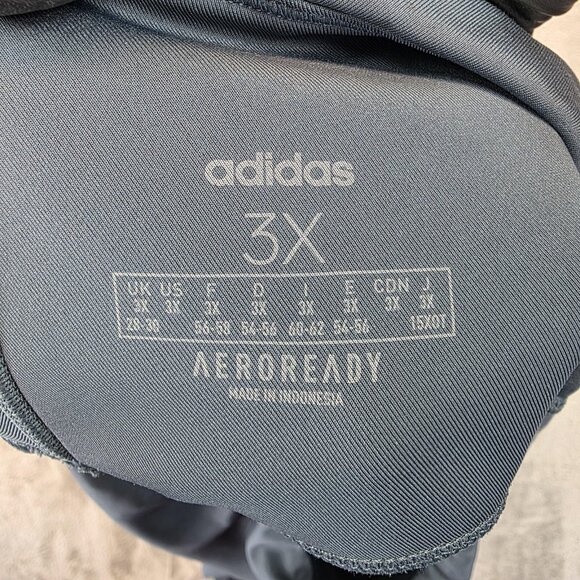 adidas
3X
UK US F D I E CDN J
3X 3X 3X 3X 3X 3X 3X 3X
28-30 56-58 54-56 60-62 54-56 15XOT
AEROREADY
MADE IN INDONESIA